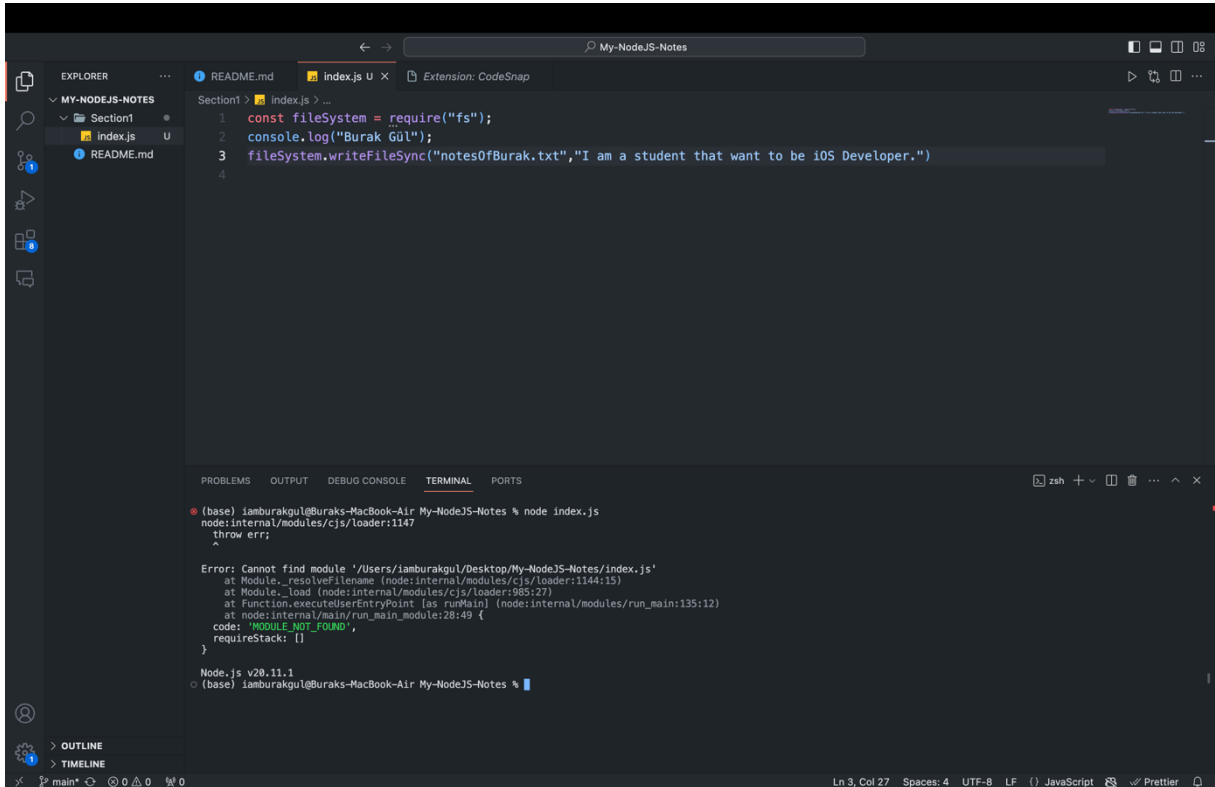 My-NodeJS-Notes
EXPLORER
README.md
JS index.js U
Extension: CodeSnap
MY-NODEJS-NOTES
Section1 > JS index.js > ...
Section1
JS index.js U
README.md
1 const fileSystem = require("fs");
2 console.log("Burak Gül");
3 fileSystem.writeFileSync("notesOfBurak.txt","I am a student that want to be iOS Developer.")
4
1
8
PROBLEMS OUTPUT DEBUG CONSOLE TERMINAL PORTS
zsh
(base) iamburakgul@Buraks-MacBook-Air My-NodeJS-Notes % node index.js
node:internal/modules/cjs/loader:1147
throw err;
^
Error: Cannot find module '/Users/iamburakgul/Desktop/My-NodeJS-Notes/index.js'
at Module._resolveFilename (node:internal/modules/cjs/loader:1144:15)
at Module._load (node:internal/modules/cjs/loader:985:27)
at Function.executeUserEntryPoint [as runMain] (node:internal/modules/run_main:135:12)
at node:internal/main/run_main_module:28:49 {
code: 'MODULE_NOT_FOUND',
requireStack: []
}
Node.js v20.11.1
(base) iamburakgul@Buraks-MacBook-Air My-NodeJS-Notes %
OUTLINE
1
TIMELINE
main* 0 0 0
Ln 3, Col 27 Spaces: 4 UTF-8 LF {} JavaScript Prettier